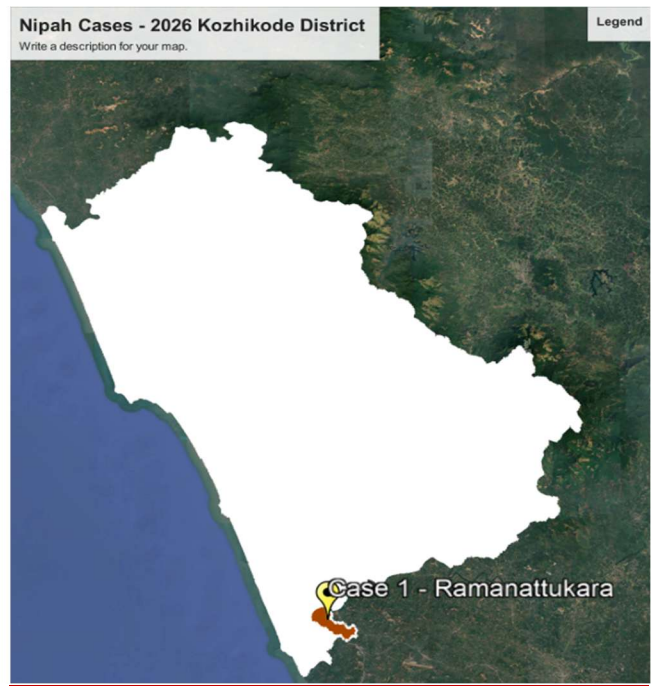 Nipah Cases - 2026 Kozhikode District
Write a description for your map.
Legend
Case 1 - Ramanattukara